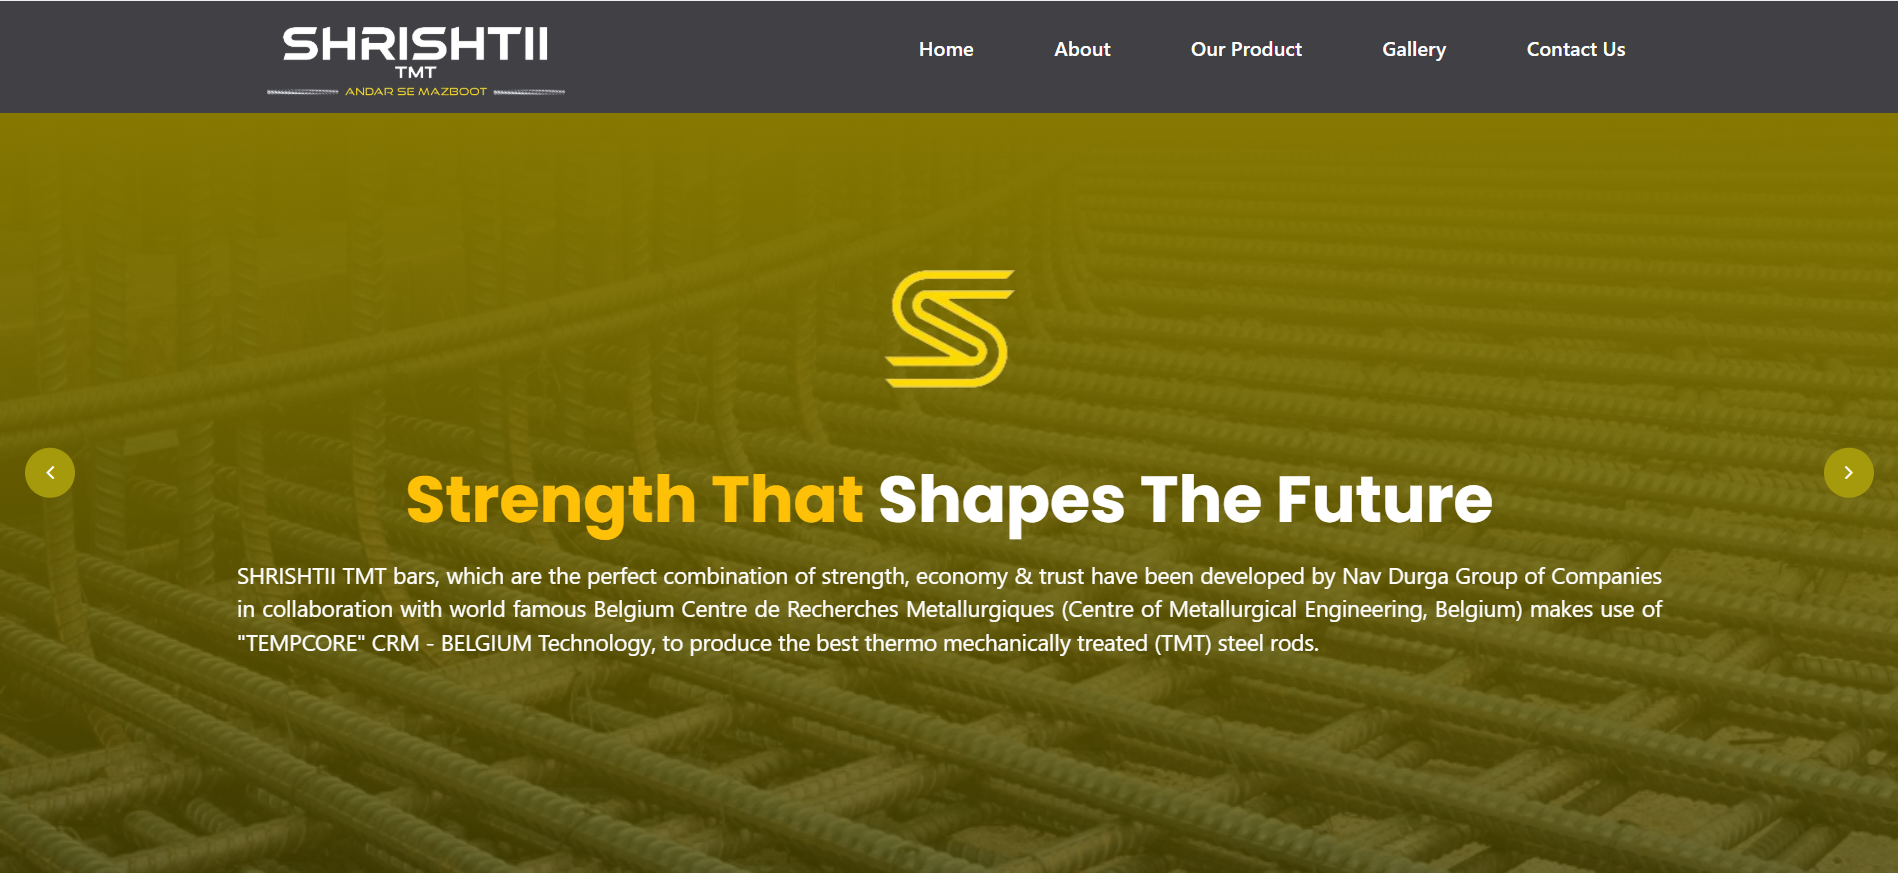 SHRISHTII
TMT
ANDAR SE MAZBOOT
Home About Our Product Gallery Contact Us
Strength That Shapes The Future
SHRISHTII TMT bars, which are the perfect combination of strength, economy & trust have been developed by Nav Durga Group of Companies
in collaboration with world famous Belgium Centre de Recherches Metallurgiques (Centre of Metallurgical Engineering, Belgium) makes use of
"TEMPCORE" CRM - BELGIUM Technology, to produce the best thermo mechanically treated (TMT) steel rods.